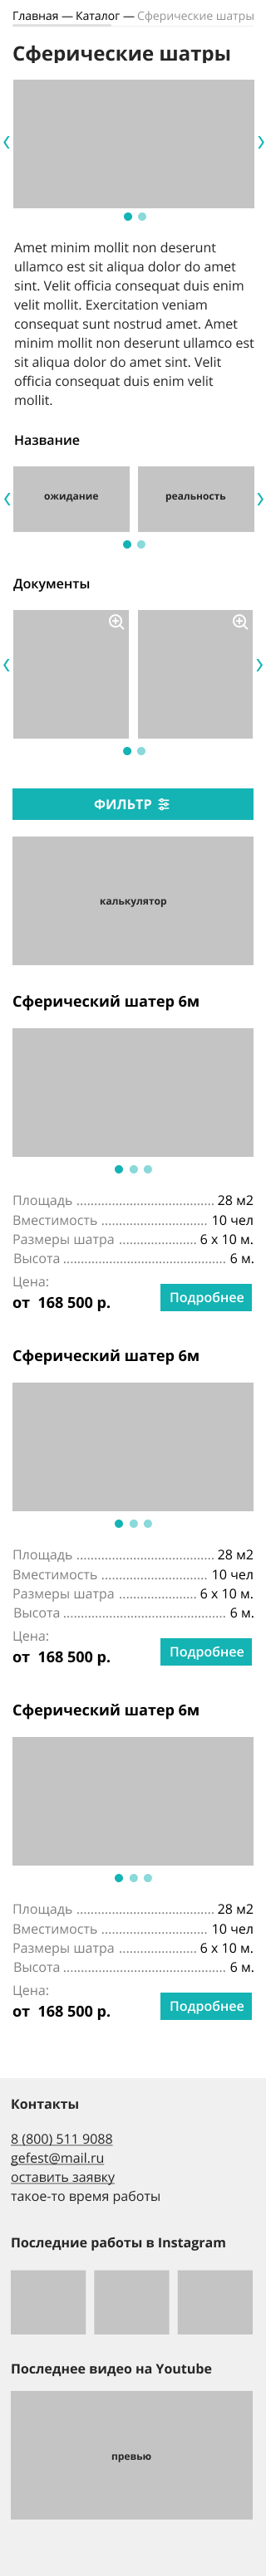 Главная — Каталог — Сферические шатры
Сферические шатры
Amet minim mollit non deserunt
ullamco est sit aliqua dolor do amet
sint. Velit officia consequat duis enim
velit mollit. Exercitation veniam
consequat sunt nostrud amet. Amet
minim mollit non deserunt ullamco est
sit aliqua dolor do amet sint. Velit
officia consequat duis enim velit
mollit.
Название
ожидание реальность
Документы
ФИЛЬТР
калькулятор
Сферический шатер 6м
Площадь 28 м2
Вместимость 10 чел
Размеры шатра 6 х 10 м.
Высота 6 м.
Цена:
от 168 500 р. Подробнее
Сферический шатер 6м
Площадь 28 м2
Вместимость 10 чел
Размеры шатра 6 х 10 м.
Высота 6 м.
Цена:
от 168 500 р. Подробнее
Сферический шатер 6м
Площадь 28 м2
Вместимость 10 чел
Размеры шатра 6 х 10 м.
Высота 6 м.
Цена:
от 168 500 р. Подробнее
Контакты
8 (800) 511 9088
gefest@mail.ru
оставить заявку
такое-то время работы
Последние работы в Instagram
Последнее видео на Youtube
превью